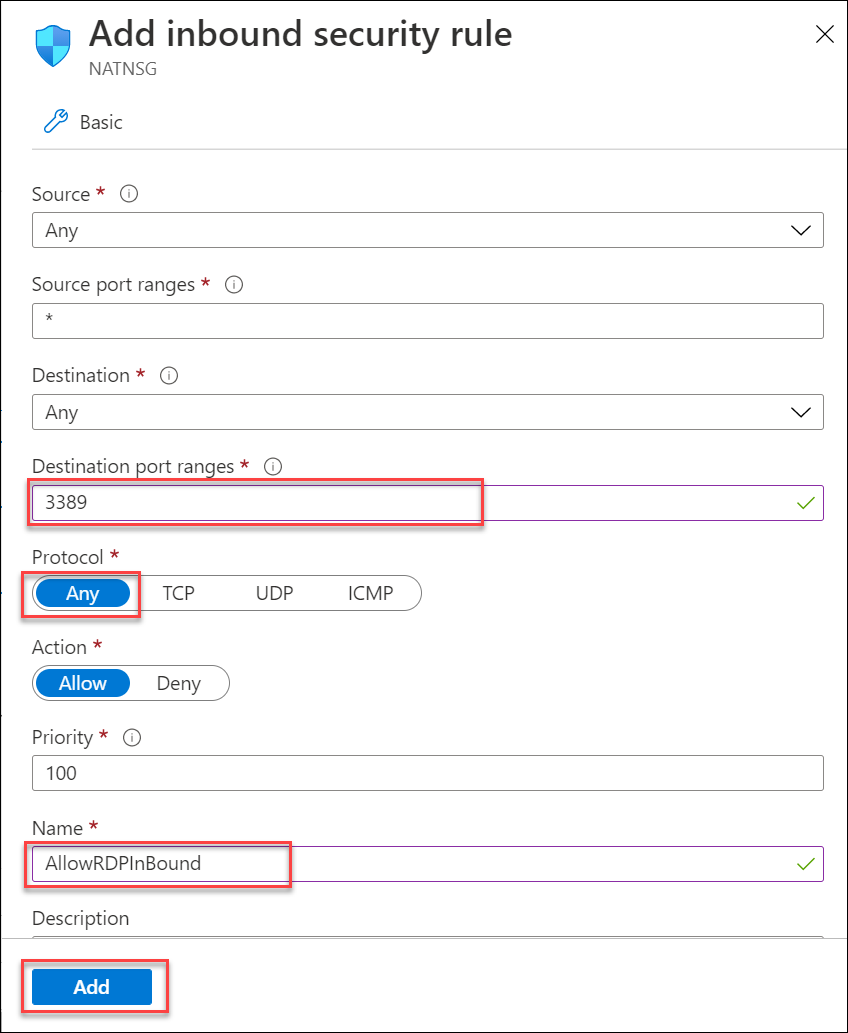 Add inbound security rule
NATNSG
Basic
Source *
Any
Source port ranges *
*
Destination *
Any
Destination port ranges *
3389
Protocol *
Any TCP UDP ICMP
Action *
Allow Deny
Priority *
100
Name *
AllowRDPInBound
Description
Add